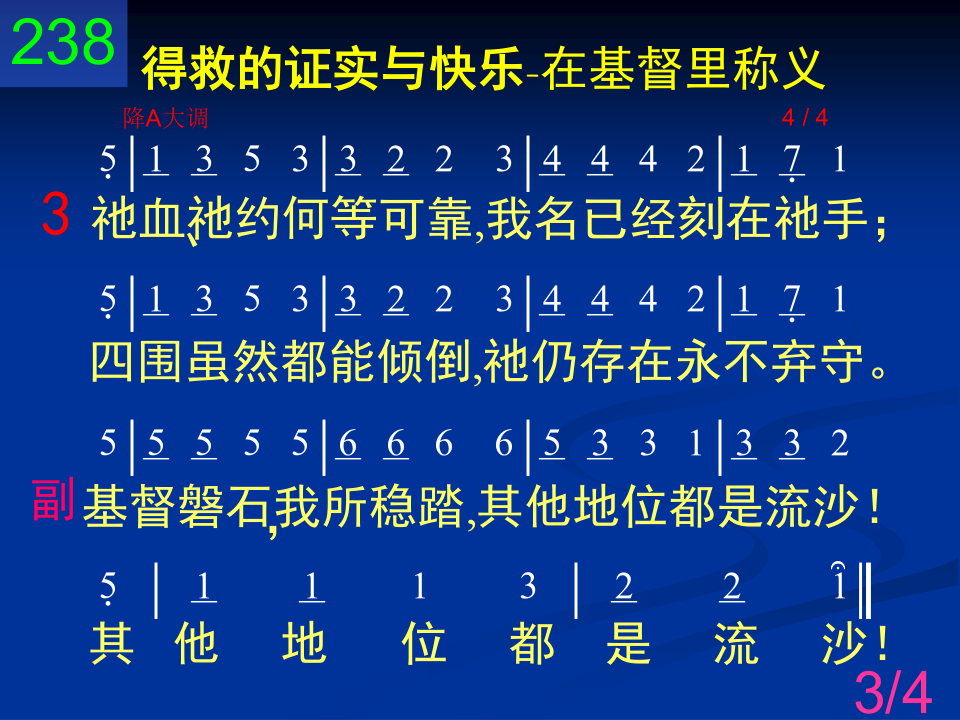 238
得救的证实与快乐-在基督里称义
降A大调 4 / 4
5̣ | 1̲ 3̲ 5 3 | 3̲ 2̲ 2 3 | 4̲ 4̲ 4 2 | 1̲ 7̣̲ 1
3 祂血、祂约何等可靠,我名已经刻在祂手；
5̣ | 1̲ 3̲ 5 3 | 3̲ 2̲ 2 3 | 4̲ 4̲ 4 2 | 1̲ 7̣̲ 1
四围虽然都能倾倒,祂仍存在永不弃守。
5 | 5̲ 5̲ 5 5 | 6̲ 6̲ 6 6 | 5̲ 3̲ 3 1 | 3̲ 3̲ 2
副 基督磐石,我所稳踏,其他地位都是流沙！
5̣ | 1̲ 1̲ 1 3 | 2̲ 2̲ 1̑ ‖
其他地位都是流沙！
3/4